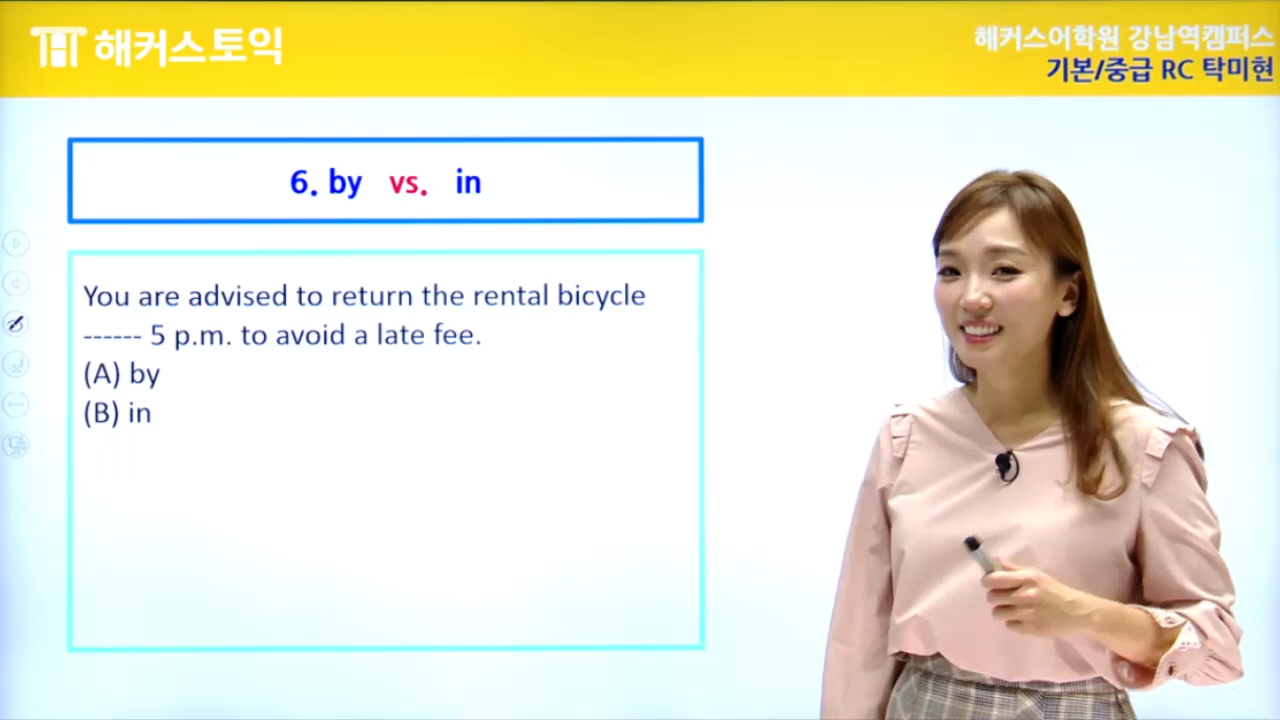 해커스토익
해커스어학원 강남역캠퍼스
기본/중급 RC 탁미현
6. by vs. in
You are advised to return the rental bicycle
------ 5 p.m. to avoid a late fee.
(A) by
(B) in